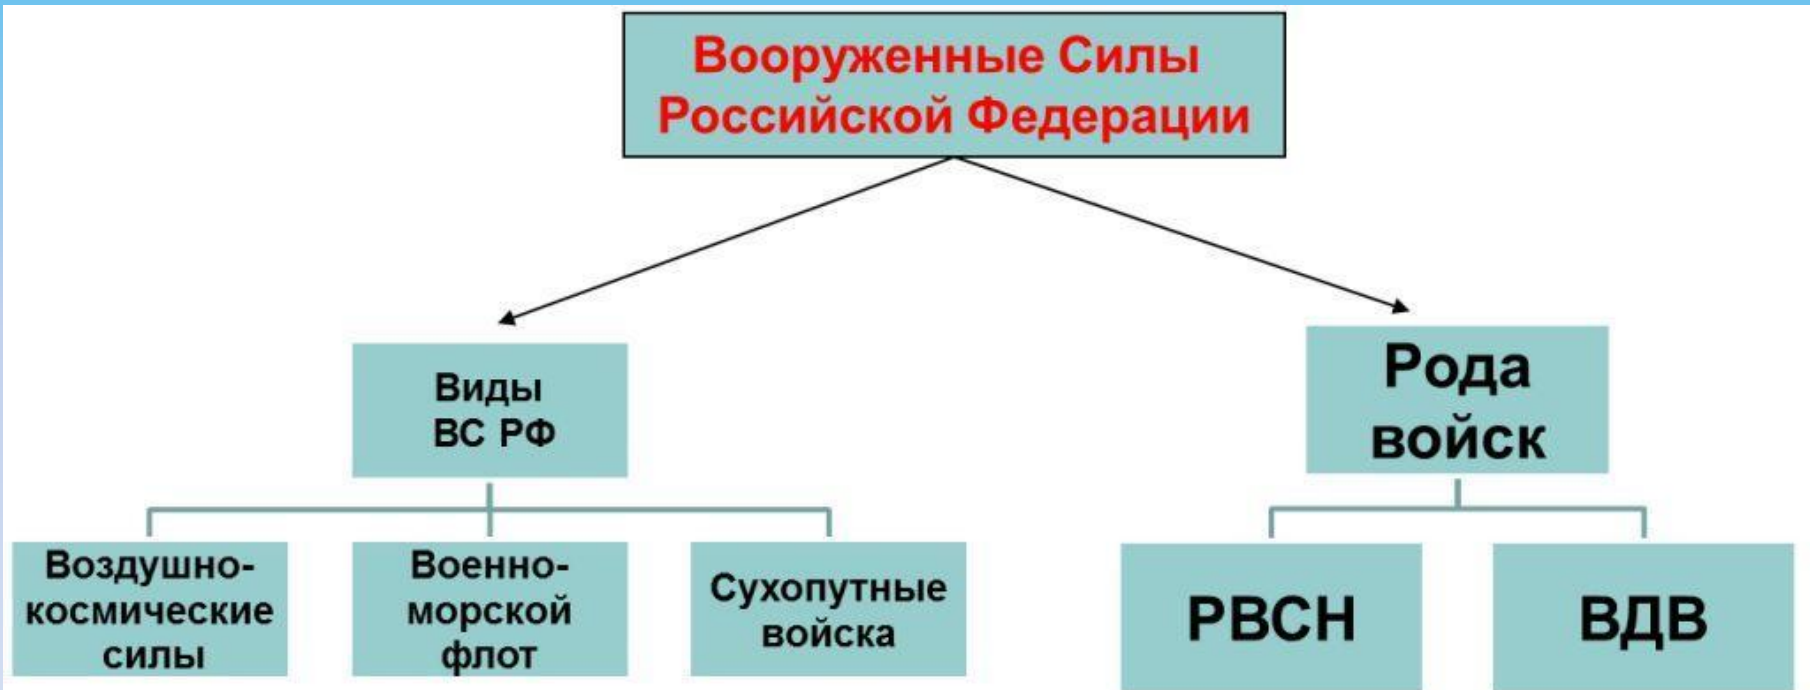 Вооруженные Силы
Российской Федерации
Виды
ВС РФ
Рода
войск
Воздушно-
космические
силы
Военно-
морской
флот
Сухопутные
войска
РВСН
ВДВ